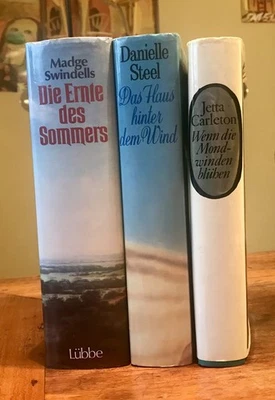 Madge
Swindells
Die Ernte
des
Sommers
Lübbe
Danielle
Steel
Das Haus
hinter
dem Wind
Jetta
Carleton
Wenn die
Mond-
winden
blühen